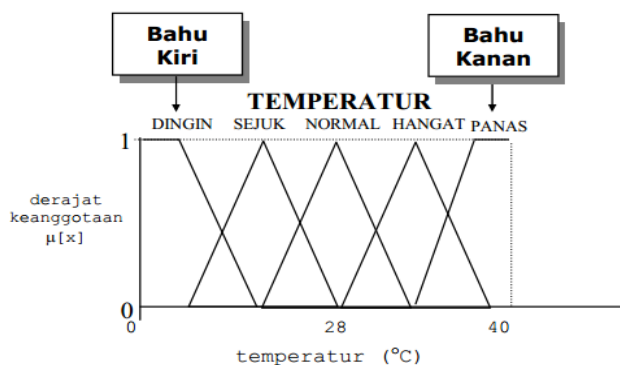 Bahu
Kiri
Bahu
Kanan
TEMPERATUR
DINGIN SEJUK NORMAL HANGAT PANAS
1
derajat
keanggotaan
μ[x]
0
0 28 40
temperatur (°C)